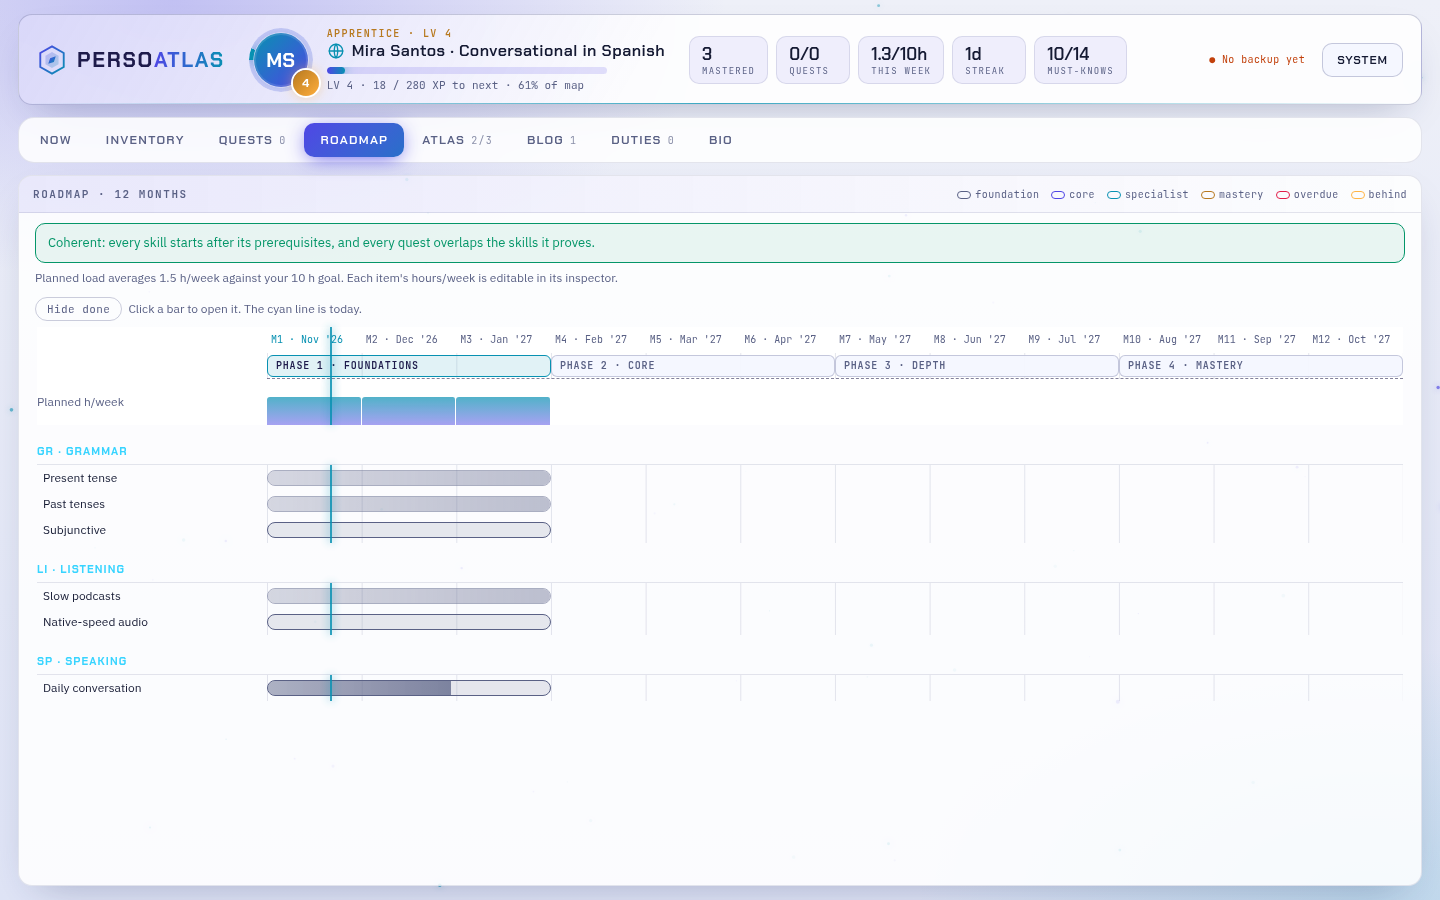 PERSOATLAS
MS
4
APPRENTICE · LV 4
Mira Santos · Conversational in Spanish
LV 4 · 18 / 280 XP to next · 61% of map
3
MASTERED
0/0
QUESTS
1.3/10h
THIS WEEK
1d
STREAK
10/14
MUST-KNOWS
● No backup yet
SYSTEM
NOW
INVENTORY
QUESTS 0
ROADMAP
ATLAS 2/3
BLOG 1
DUTIES 0
BIO
ROADMAP · 12 MONTHS
foundation
core
specialist
mastery
overdue
behind
Coherent: every skill starts after its prerequisites, and every quest overlaps the skills it proves.
Planned load averages 1.5 h/week against your 10 h goal. Each item's hours/week is editable in its inspector.
Hide done
Click a bar to open it. The cyan line is today.
M1 · Nov '26
M2 · Dec '26
M3 · Jan '27
M4 · Feb '27
M5 · Mar '27
M6 · Apr '27
M7 · May '27
M8 · Jun '27
M9 · Jul '27
M10 · Aug '27
M11 · Sep '27
M12 · Oct '27
PHASE 1 · FOUNDATIONS
PHASE 2 · CORE
PHASE 3 · DEPTH
PHASE 4 · MASTERY
Planned h/week
GR · GRAMMAR
Present tense
Past tenses
Subjunctive
LI · LISTENING
Slow podcasts
Native-speed audio
SP · SPEAKING
Daily conversation